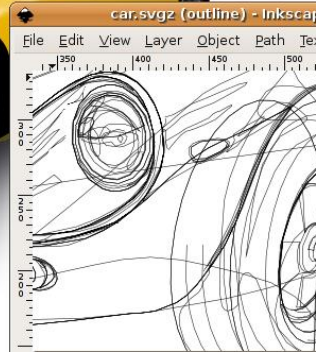 car.svgz (outline) - Inkscap
File Edit View Layer Object Path Tex
350 400 450 500
300
250
200